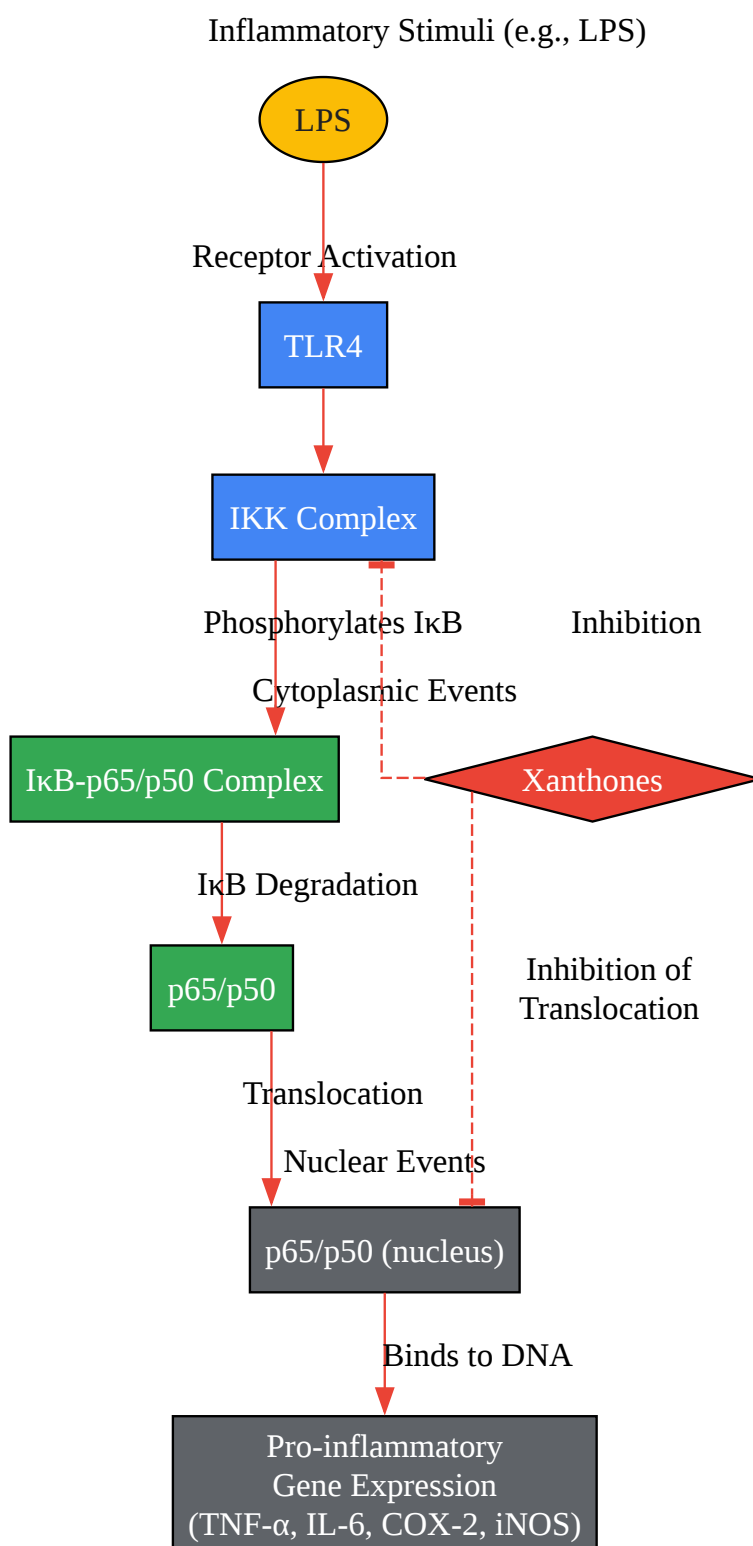 Inflammatory Stimuli (e.g., LPS)
LPS
Receptor Activation
TLR4
IKK Complex
Phosphorylates IκB
Inhibition
Cytoplasmic Events
IκB-p65/p50 Complex
Xanthones
IκB Degradation
p65/p50
Inhibition of
Translocation
Translocation
Nuclear Events
p65/p50 (nucleus)
Binds to DNA
Pro-inflammatory
Gene Expression
(TNF-α, IL-6, COX-2, iNOS)